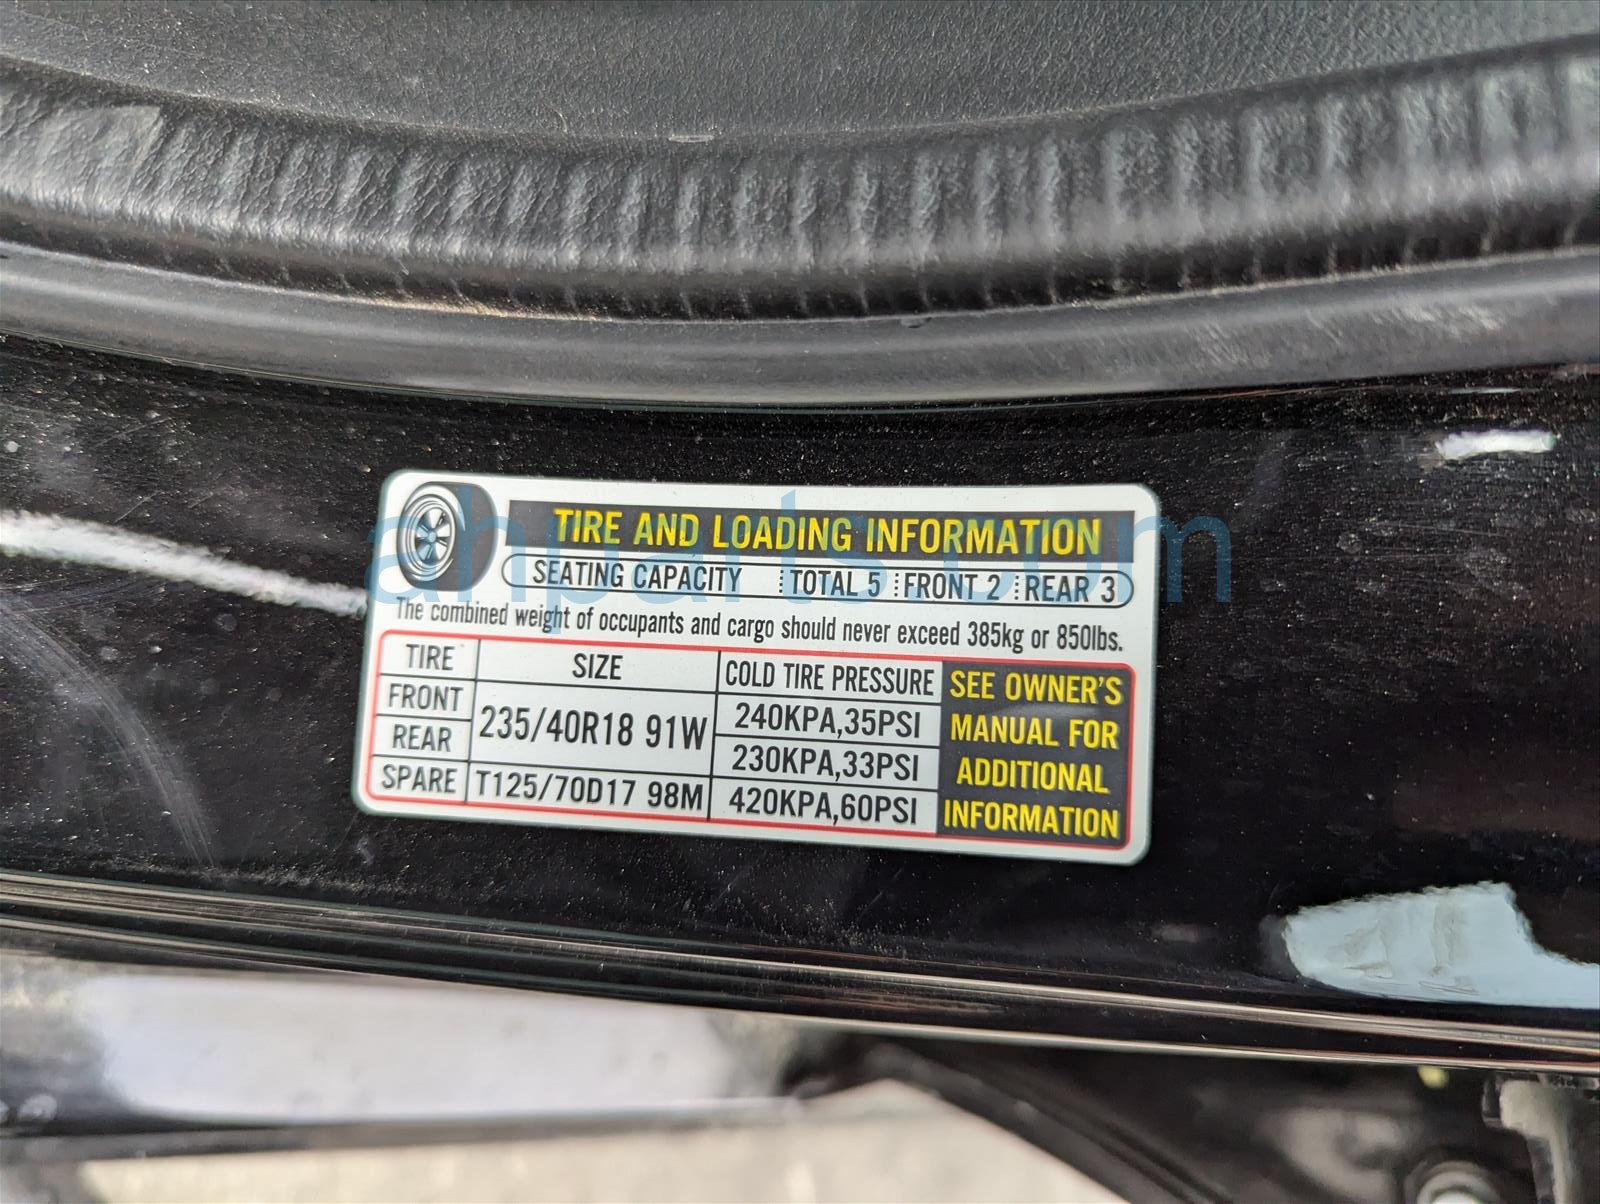 TIRE AND LOADING INFORMATION
SEATING CAPACITY TOTAL 5 FRONT 2 REAR 3
The combined weight of occupants and cargo should never exceed 385kg or 850lbs.
TIRE SIZE COLD TIRE PRESSURE
FRONT 235/40R18 91W 240KPA,35PSI
REAR 230KPA,33PSI
SPARE T125/70D17 98M 420KPA,60PSI
SEE OWNER'S
MANUAL FOR
ADDITIONAL
INFORMATION
ahparts.com